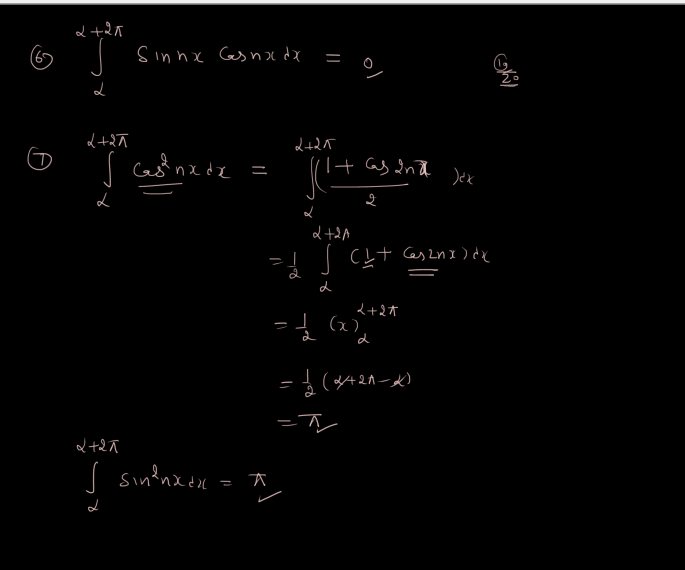 ⑥ ∫_α^{α+2π} Sin nx Cos nx dx = 0
⑦ ∫_α^{α+2π} Cos²nx dx = ∫_α^{α+2π} ( (1 + Cos 2nx) / 2 ) dx
= 1/2 ∫_α^{α+2π} (1 + Cos 2nx) dx
= 1/2 (x)_α^{α+2π}
= 1/2 (α+2π-α)
= π
∫_α^{α+2π} Sin²nx dx = π